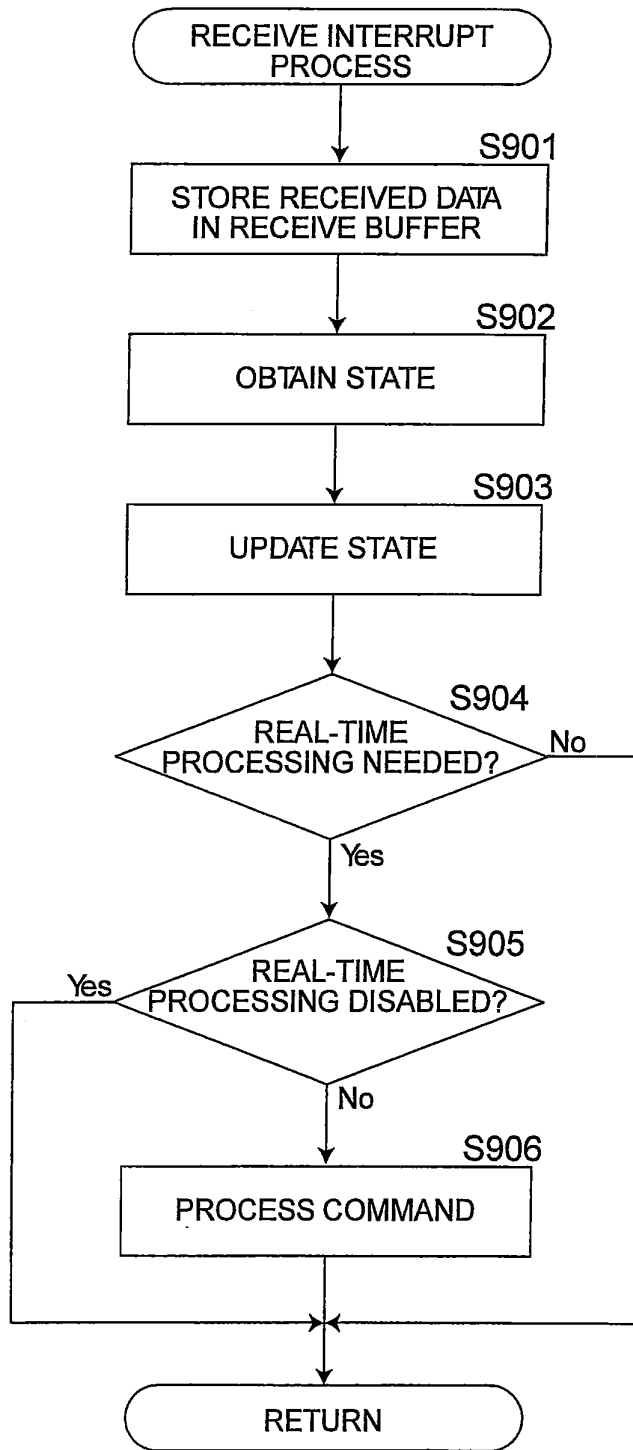 RECEIVE INTERRUPT
PROCESS
S901
STORE RECEIVED DATA
IN RECEIVE BUFFER
S902
OBTAIN STATE
S903
UPDATE STATE
S904
REAL-TIME
PROCESSING NEEDED?
No
Yes
S905
REAL-TIME
PROCESSING DISABLED?
Yes
No
S906
PROCESS COMMAND
RETURN